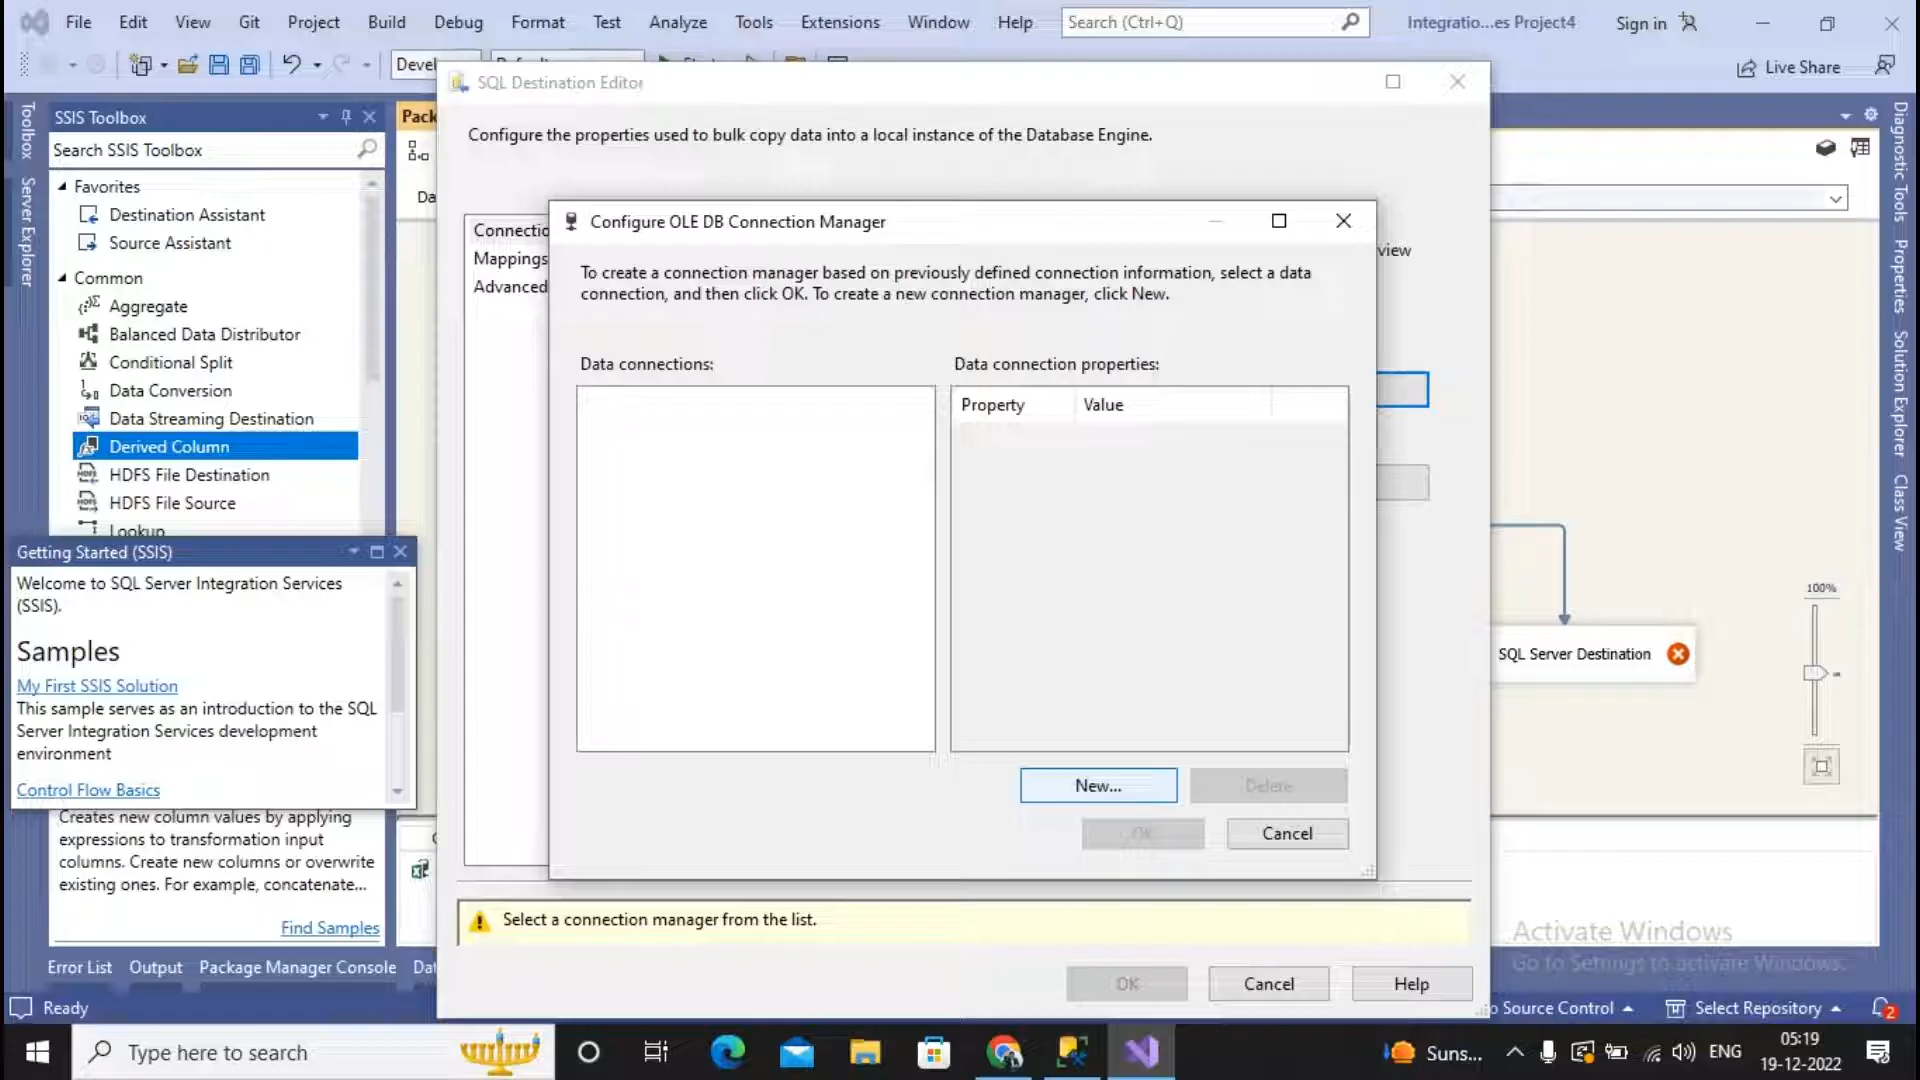 File Edit View Git Project Build Debug Format Test Analyze Tools Extensions Window Help Search (Ctrl+Q) Integratio...es Project4 Sign in
Devel
Live Share
Toolbox
Server Explorer
SSIS Toolbox
Search SSIS Toolbox
Favorites
Destination Assistant
Source Assistant
Common
Aggregate
Balanced Data Distributor
Conditional Split
Data Conversion
Data Streaming Destination
Derived Column
HDFS File Destination
HDFS File Source
Lookup
Getting Started (SSIS)
Welcome to SQL Server Integration Services
(SSIS).
Samples
My First SSIS Solution
This sample serves as an introduction to the SQL
Server Integration Services development
environment
Control Flow Basics
Creates new column values by applying
expressions to transformation input
columns. Create new columns or overwrite
existing ones. For example, concatenate...
Find Samples
Pack
Da
SQL Destination Editor
Configure the properties used to bulk copy data into a local instance of the Database Engine.
Connectio
Mappings
Advanced
view
Configure OLE DB Connection Manager
To create a connection manager based on previously defined connection information, select a data
connection, and then click OK. To create a new connection manager, click New.
Data connections:
Data connection properties:
Property Value
New... Delete
OK Cancel
Select a connection manager from the list.
OK Cancel Help
SQL Server Destination
100%
Diagnostic Tools
Properties
Solution Explorer
Class View
Activate Windows
Go to Settings to activate Windows.
Error List Output Package Manager Console Dat
Ready
o Source Control Select Repository 2
Type here to search
Suns... ENG
05:19
19-12-2022